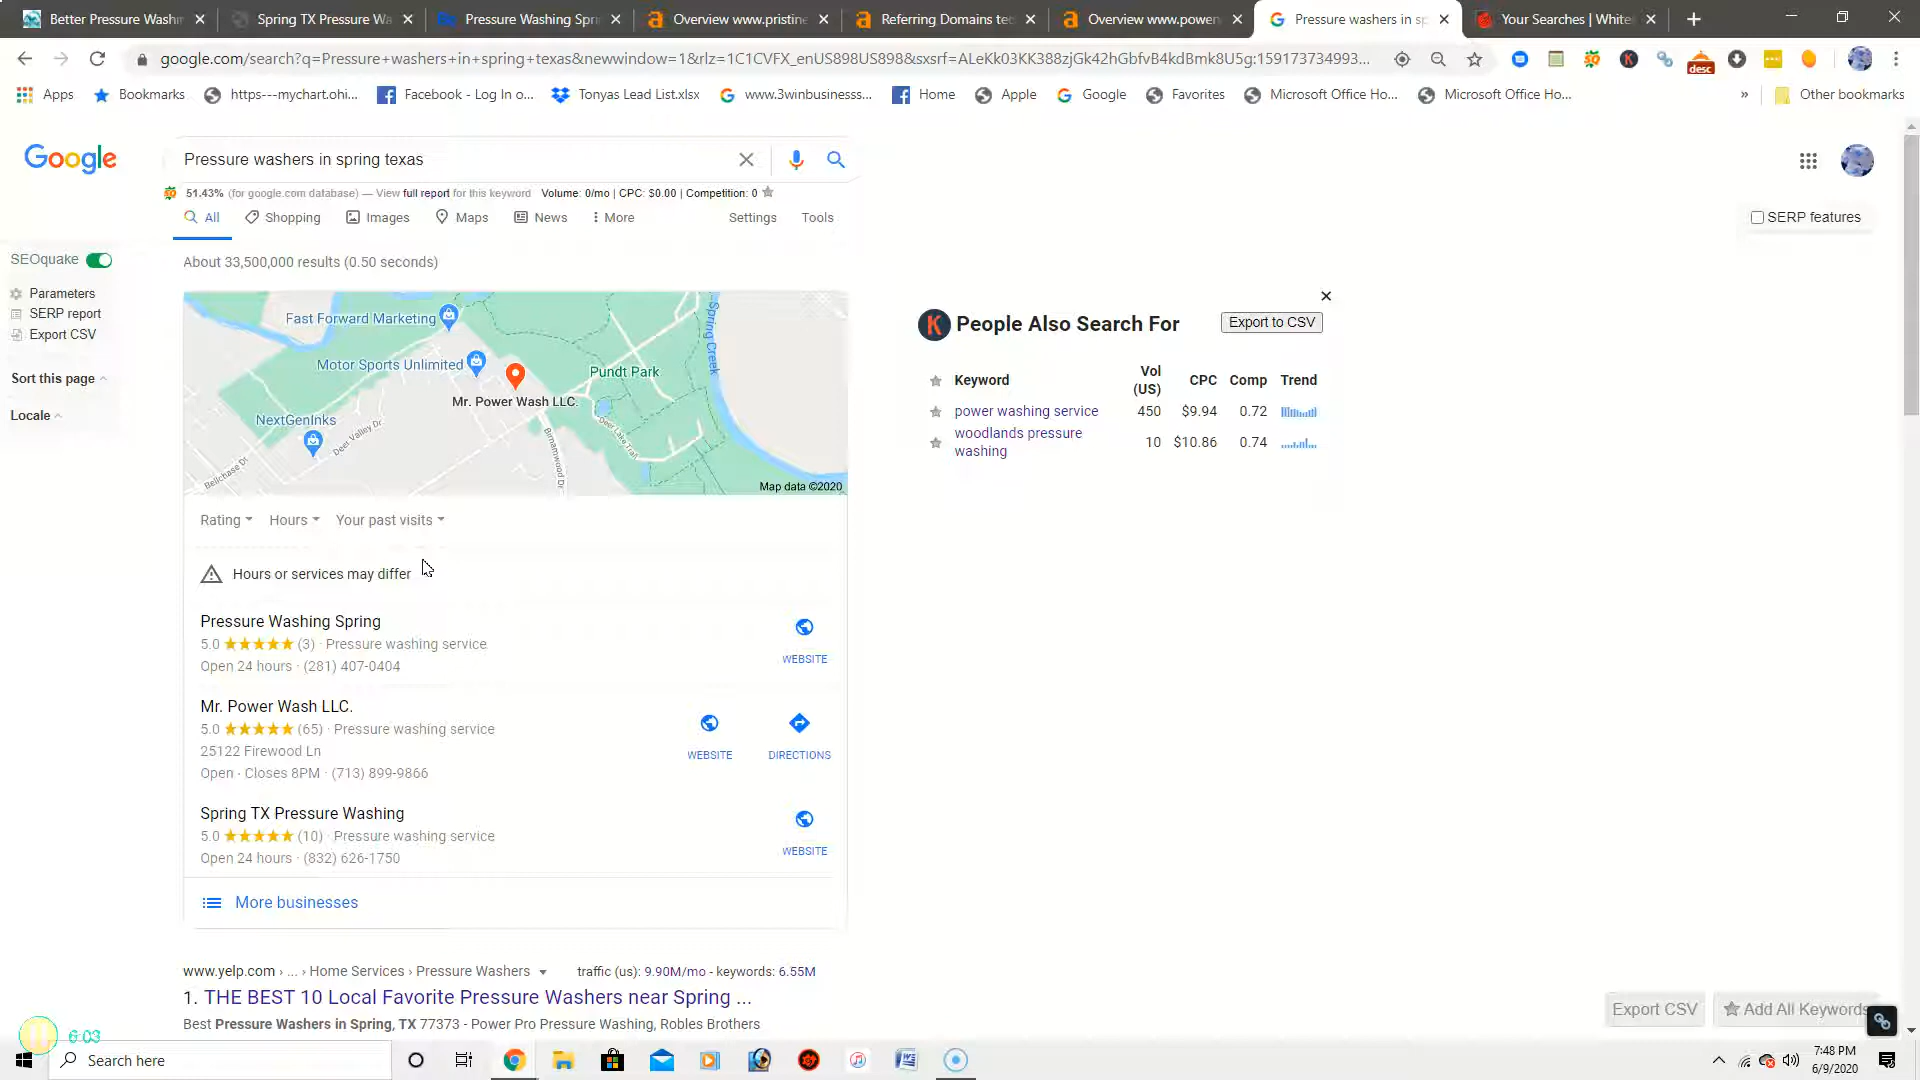 Better Pressure Washin
Spring TX Pressure Wa
Pressure Washing Spri
Overview www.pristine
Referring Domains tec
Overview www.power
Pressure washers in sp
Your Searches | White
google.com/search?q=Pressure+washers+in+spring+texas&newwindow=1&rlz=1C1CVFX_enUS898US898&sxsrf=ALeKk03KK388zjGk42hGbfvB4kdBmk8U5g:159173734993...
desc
Apps
Bookmarks
https---mychart.ohi...
Facebook - Log In o...
Tonyas Lead List.xlsx
www.3winbusinesss...
Home
Apple
Google
Favorites
Microsoft Office Ho...
Microsoft Office Ho...
»
Other bookmarks
Google
Pressure washers in spring texas
51.43% (for google.com database) — View full report for this keyword Volume: 0/mo | CPC: $0.00 | Competition: 0
All
Shopping
Images
Maps
News
More
Settings
Tools
SERP features
SEOquake
Parameters
SERP report
Export CSV
Sort this page
Locale
About 33,500,000 results (0.50 seconds)
Fast Forward Marketing
Motor Sports Unlimited
Pundt Park
Spring Creek
Mr. Power Wash LLC.
NextGenInks
Deer Valley Dr
Deer Lake Trail
Bellchase Dr
Birnamwood Dr
Map data ©2020
People Also Search For
Export to CSV
Keyword Vol (US) CPC Comp Trend
power washing service 450 $9.94 0.72
woodlands pressure washing 10 $10.86 0.74
Rating
Hours
Your past visits
Hours or services may differ
Pressure Washing Spring
5.0 (3) · Pressure washing service
Open 24 hours · (281) 407-0404
WEBSITE
Mr. Power Wash LLC.
5.0 (65) · Pressure washing service
25122 Firewood Ln
Open · Closes 8PM · (713) 899-9866
WEBSITE
DIRECTIONS
Spring TX Pressure Washing
5.0 (10) · Pressure washing service
Open 24 hours · (832) 626-1750
WEBSITE
More businesses
www.yelp.com › ... › Home Services › Pressure Washers
traffic (us): 9.90M/mo - keywords: 6.55M
1. THE BEST 10 Local Favorite Pressure Washers near Spring ...
Best Pressure Washers in Spring, TX 77373 - Power Pro Pressure Washing, Robles Brothers
Export CSV
Add All Keywords
6:03
Search here
7:48 PM
6/9/2020